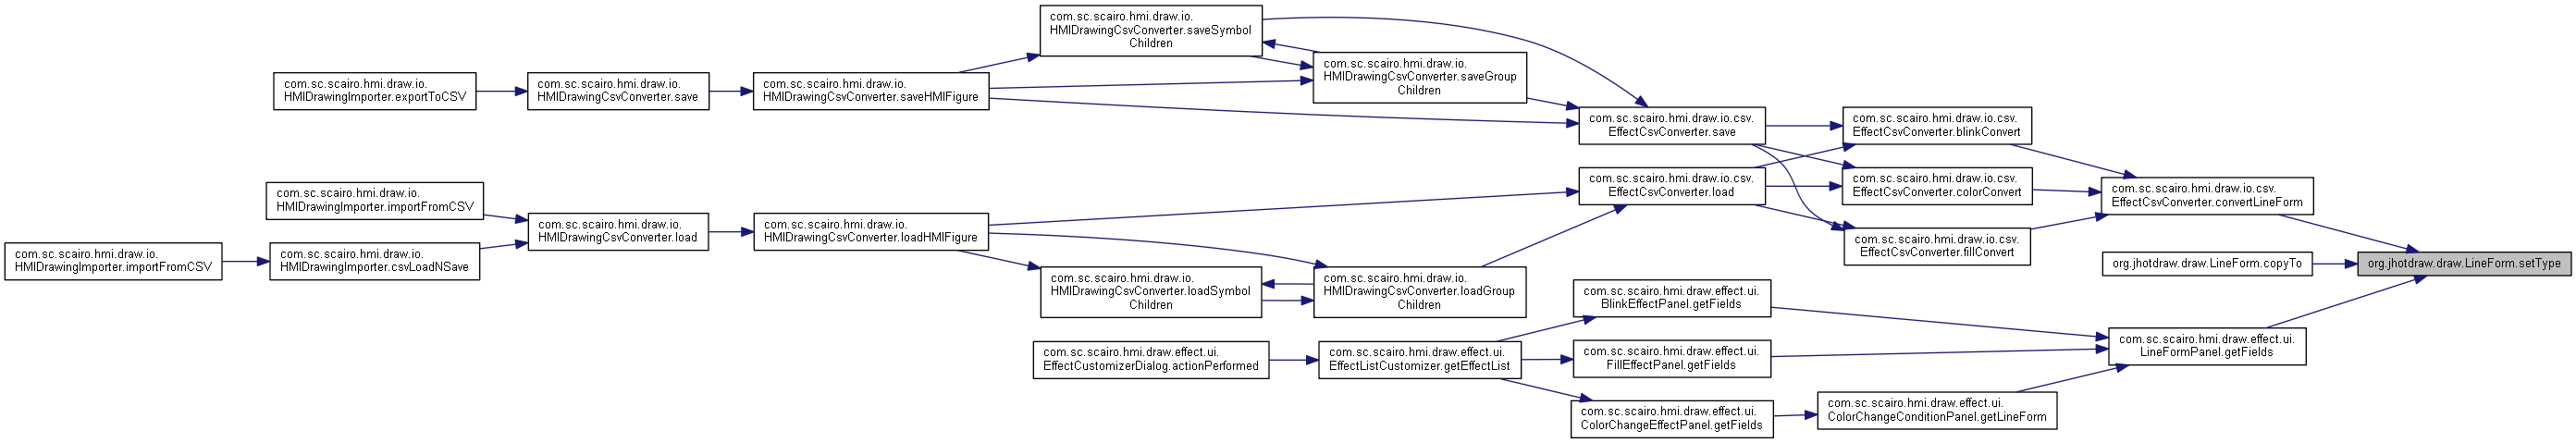 com.sc.scairo.hmi.draw.io.
HMIDrawingCsvConverter.saveSymbol
Children
com.sc.scairo.hmi.draw.io.
HMIDrawingCsvConverter.saveGroup
Children
com.sc.scairo.hmi.draw.io.
HMIDrawingImporter.exportToCSV
com.sc.scairo.hmi.draw.io.
HMIDrawingCsvConverter.save
com.sc.scairo.hmi.draw.io.
HMIDrawingCsvConverter.saveHMIFigure
com.sc.scairo.hmi.draw.io.csv.
EffectCsvConverter.save
com.sc.scairo.hmi.draw.io.csv.
EffectCsvConverter.blinkConvert
com.sc.scairo.hmi.draw.io.csv.
EffectCsvConverter.load
com.sc.scairo.hmi.draw.io.csv.
EffectCsvConverter.colorConvert
com.sc.scairo.hmi.draw.io.csv.
EffectCsvConverter.convertLineForm
com.sc.scairo.hmi.draw.io.
HMIDrawingImporter.importFromCSV
com.sc.scairo.hmi.draw.io.
HMIDrawingCsvConverter.load
com.sc.scairo.hmi.draw.io.
HMIDrawingCsvConverter.loadHMIFigure
com.sc.scairo.hmi.draw.io.csv.
EffectCsvConverter.fillConvert
com.sc.scairo.hmi.draw.io.
HMIDrawingImporter.importFromCSV
com.sc.scairo.hmi.draw.io.
HMIDrawingImporter.csvLoadNSave
org.jhotdraw.draw.LineForm.copyTo
org.jhotdraw.draw.LineForm.setType
com.sc.scairo.hmi.draw.io.
HMIDrawingCsvConverter.loadSymbol
Children
com.sc.scairo.hmi.draw.io.
HMIDrawingCsvConverter.loadGroup
Children
com.sc.scairo.hmi.draw.effect.ui.
BlinkEffectPanel.getFields
com.sc.scairo.hmi.draw.effect.ui.
LineFormPanel.getFields
com.sc.scairo.hmi.draw.effect.ui.
EffectCustomizerDialog.actionPerformed
com.sc.scairo.hmi.draw.effect.ui.
EffectListCustomizer.getEffectList
com.sc.scairo.hmi.draw.effect.ui.
FillEffectPanel.getFields
com.sc.scairo.hmi.draw.effect.ui.
ColorChangeConditionPanel.getLineForm
com.sc.scairo.hmi.draw.effect.ui.
ColorChangeEffectPanel.getFields